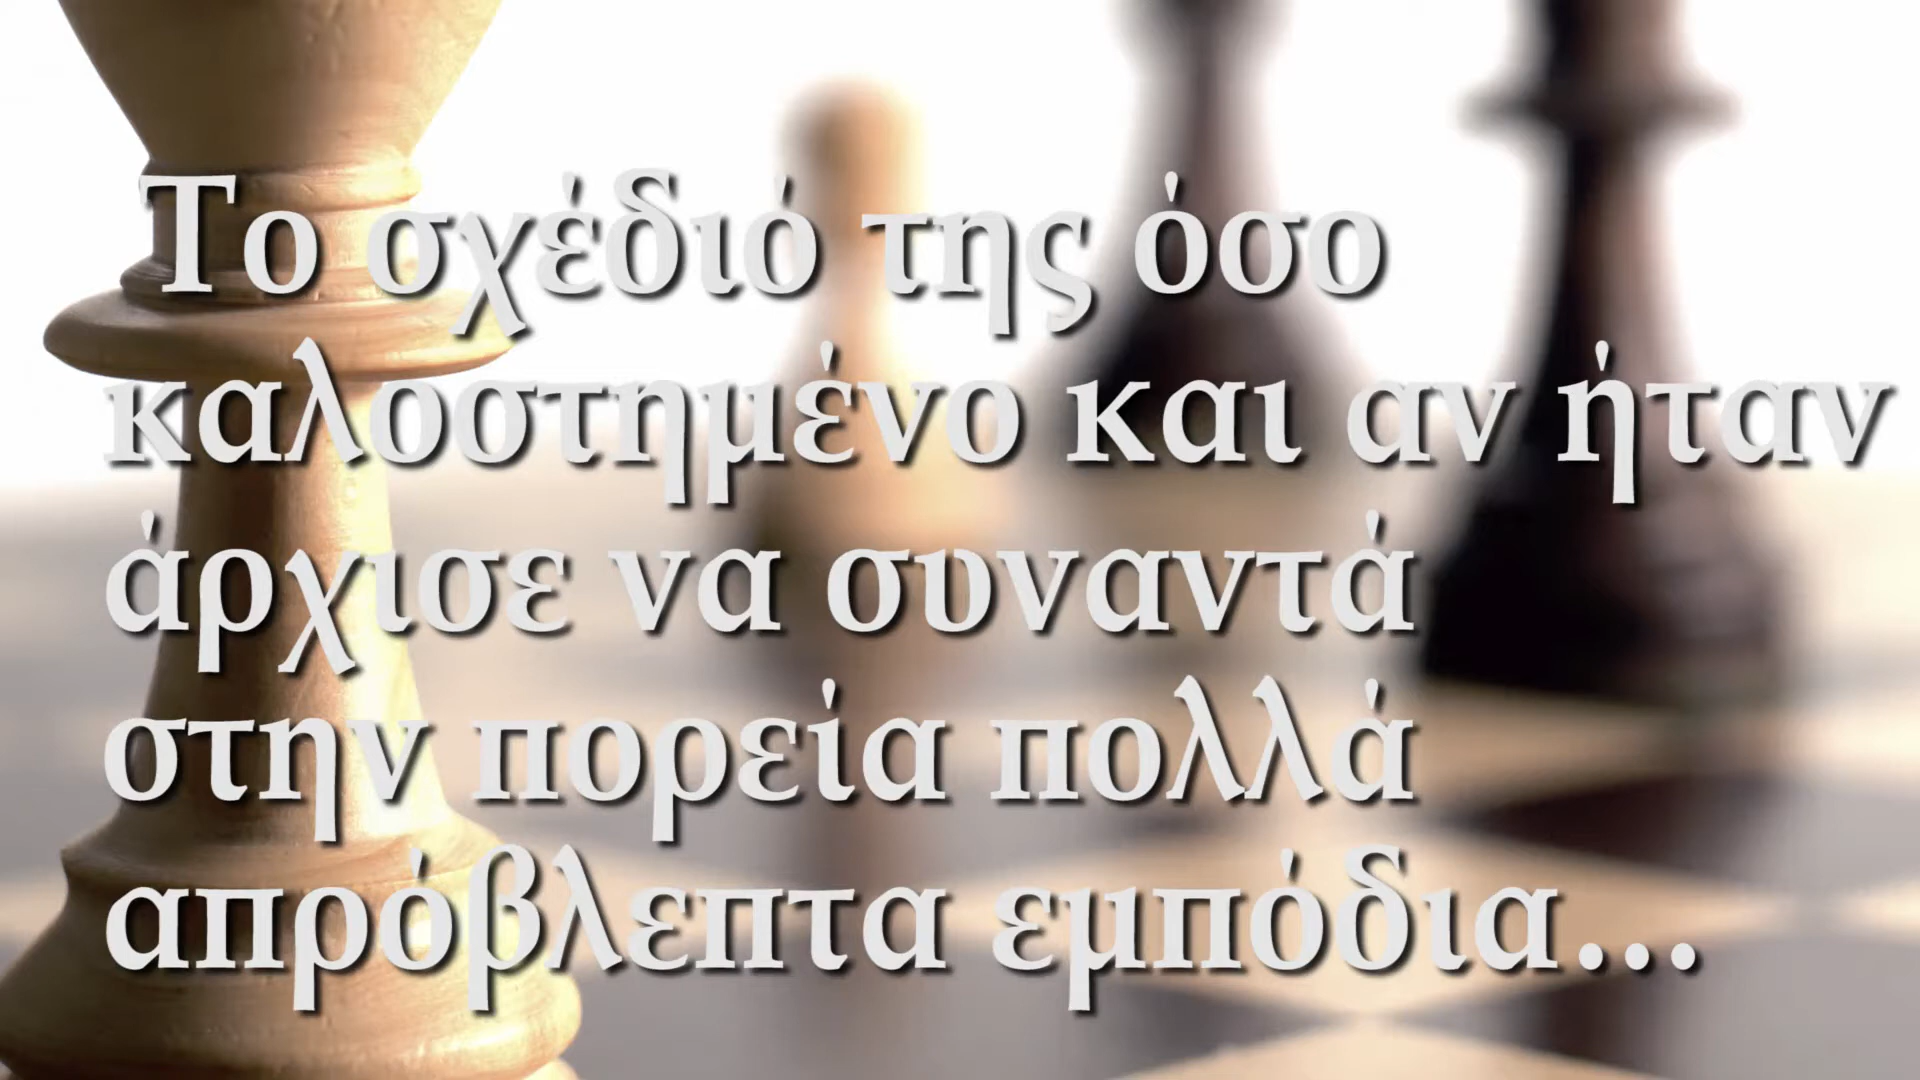 Το σχέδιό της όσο
καλοστημένο και αν ήταν
άρχισε να συναντά
στην πορεία πολλά
απρόβλεπτα εμπόδια...